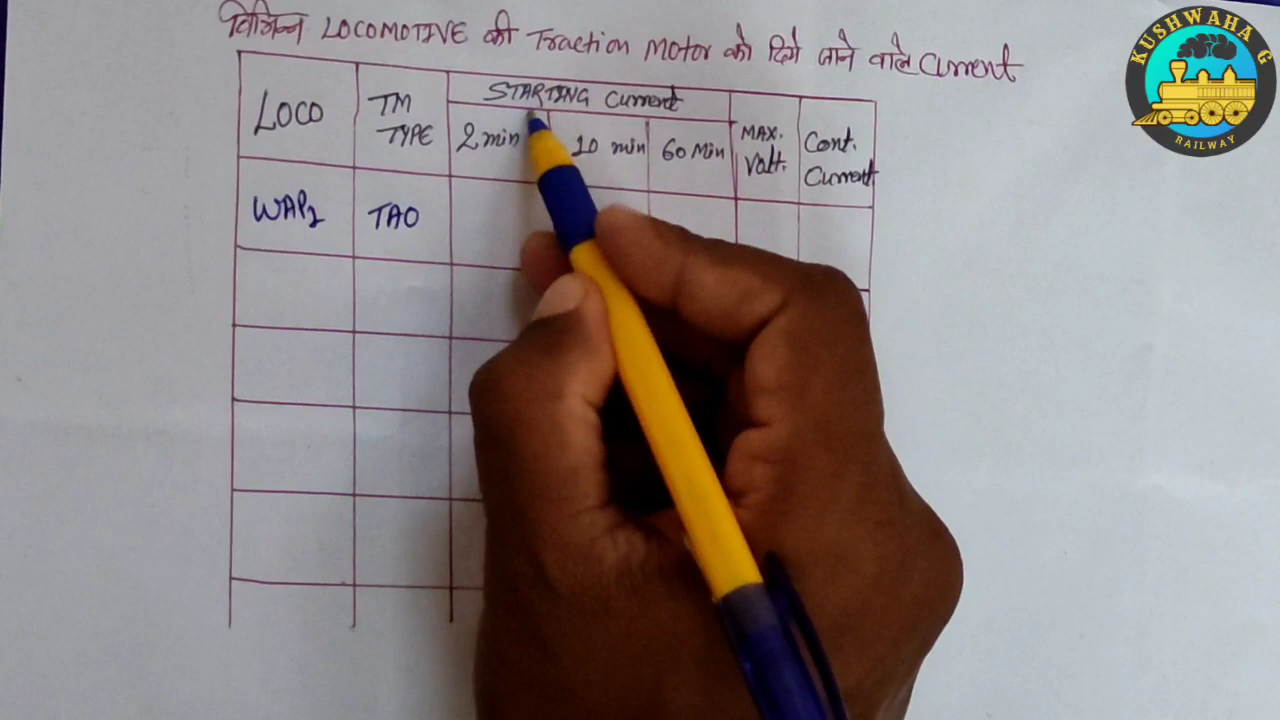 विभिन्न LOCOMOTIVE की Traction Motor को दिये जाने वाले Current
LOCO
TM
TYPE
STARTING Current
2 min
10 min
60 Min
MAX.
Volt.
Cont.
Current
WAP1
TAO
KUSHWAHA G
RAILWAY